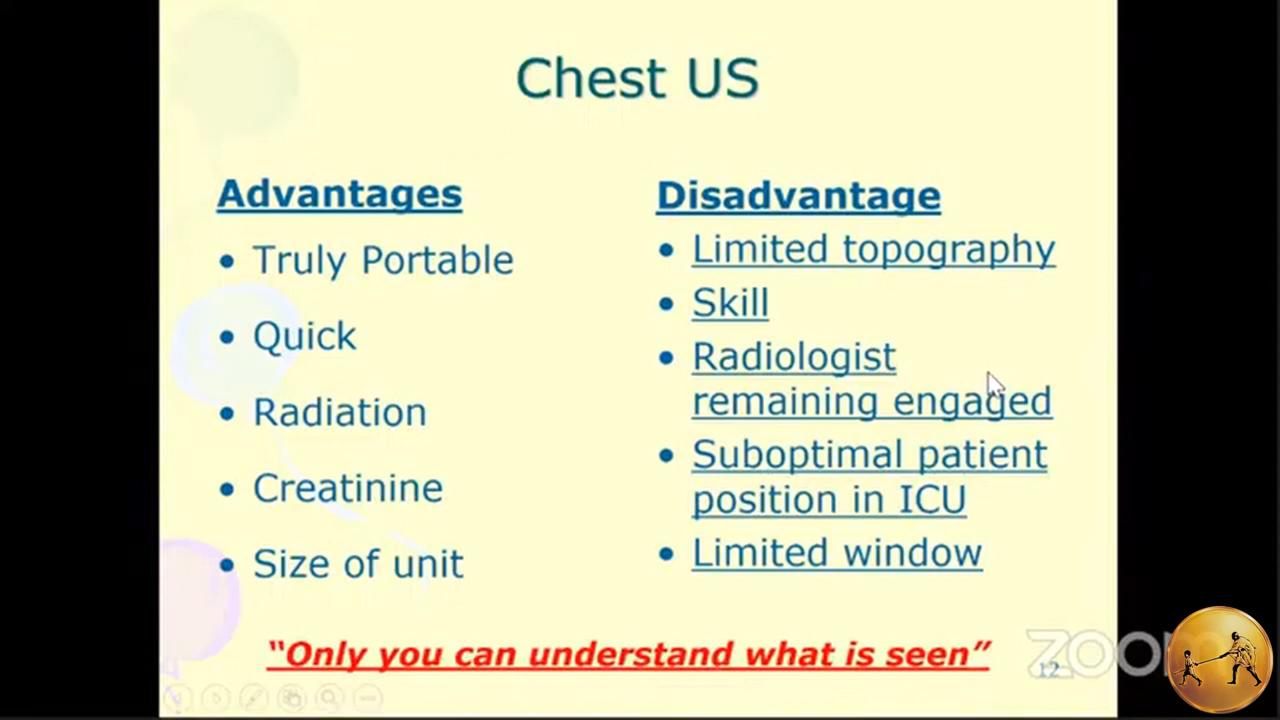 Chest US
Advantages
• Truly Portable
• Quick
• Radiation
• Creatinine
• Size of unit
Disadvantage
• Limited topography
• Skill
• Radiologist
remaining engaged
• Suboptimal patient
position in ICU
• Limited window
“Only you can understand what is seen”
zoom
12